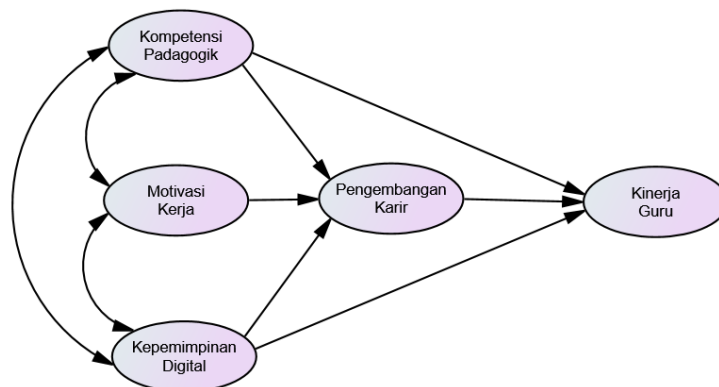 Kompetensi
Padagogik
Motivasi
Kerja
Pengembangan
Karir
Kinerja
Guru
Kepemimpinan
Digital